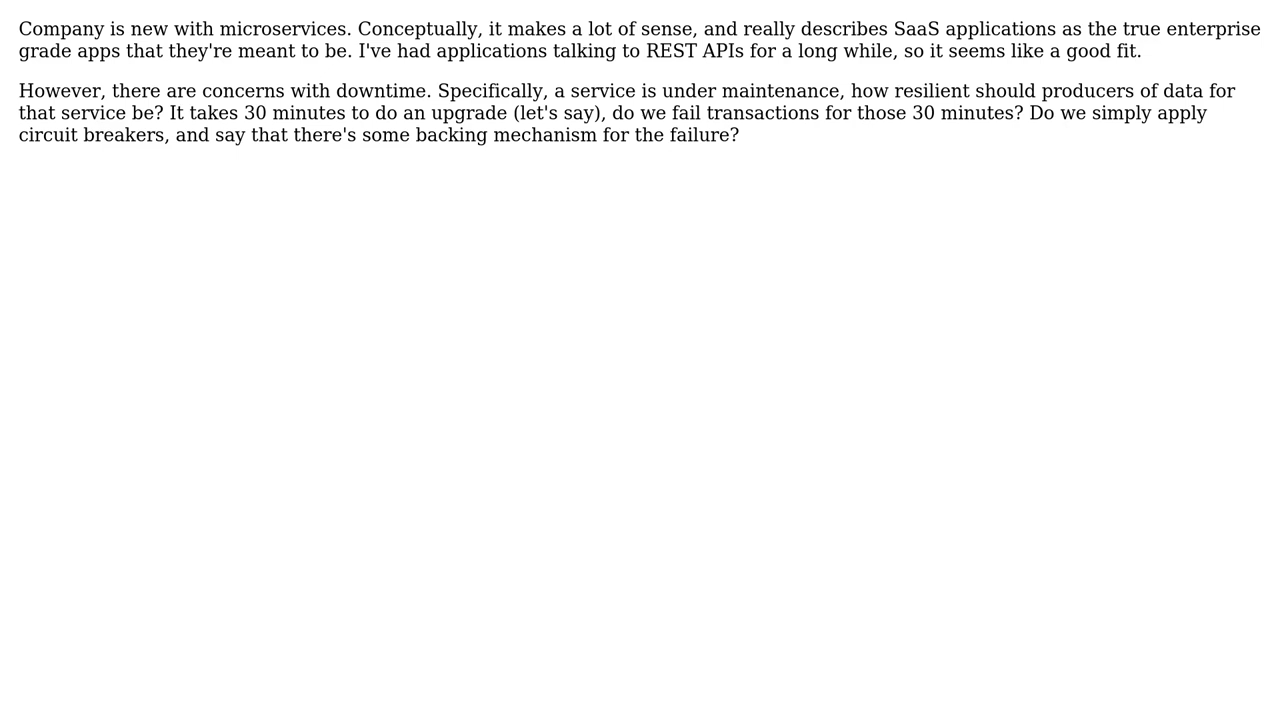 Company is new with microservices. Conceptually, it makes a lot of sense, and really describes SaaS applications as the true enterprise
grade apps that they're meant to be. I've had applications talking to REST APIs for a long while, so it seems like a good fit.
However, there are concerns with downtime. Specifically, a service is under maintenance, how resilient should producers of data for
that service be? It takes 30 minutes to do an upgrade (let's say), do we fail transactions for those 30 minutes? Do we simply apply
circuit breakers, and say that there's some backing mechanism for the failure?